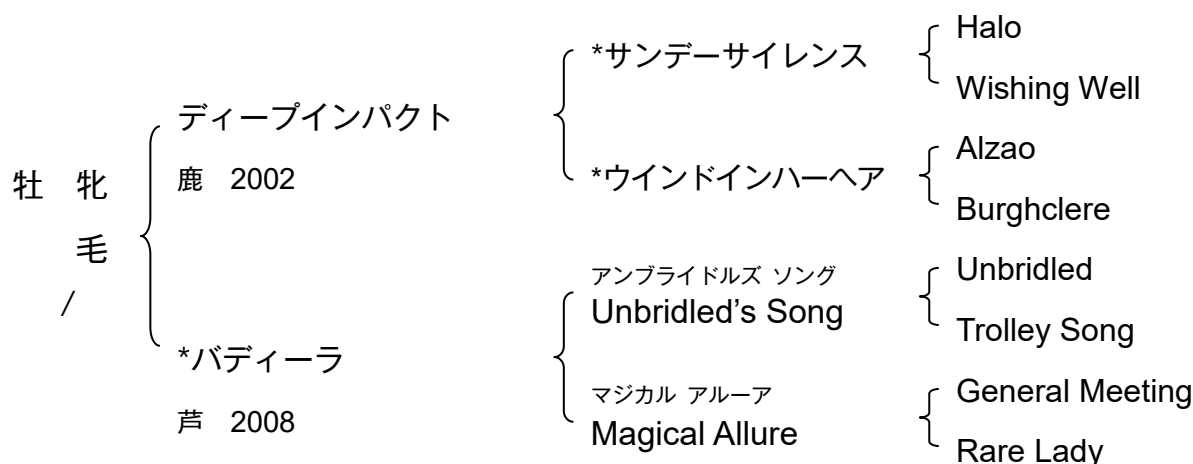 牡 牝
毛
/
ディープインパクト
鹿 2002
*バディーラ
芦 2008
*サンデーサイレンス
*ウインドインハーヘア
アンブライドルズ ソング
Unbridled's Song
マジカル アルーア
Magical Allure
Halo
Wishing Well
Alzao
Burghclere
Unbridled
Trolley Song
General Meeting
Rare Lady